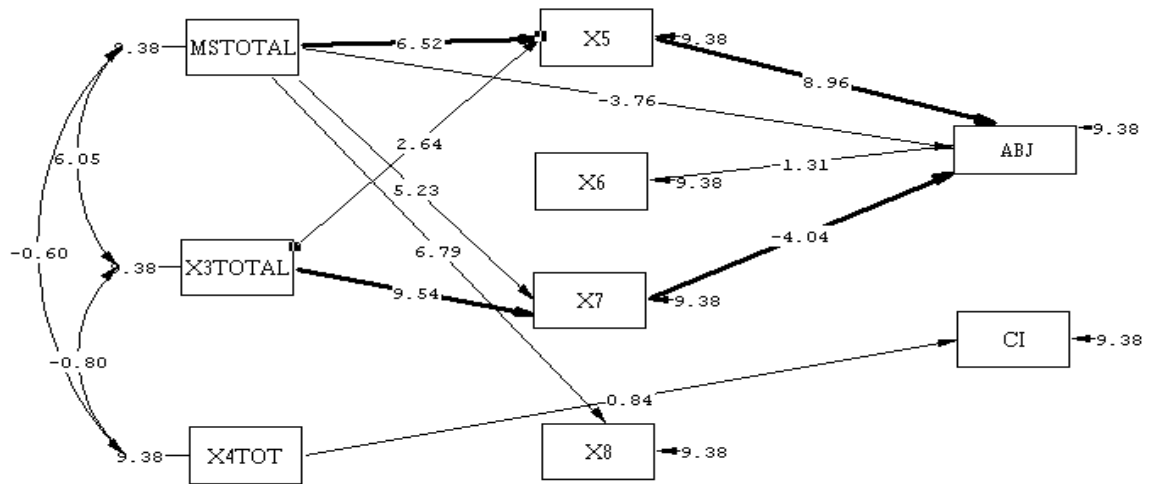 9.38 MSTOTAL 6.52 X5 9.38
8.96
-3.76
ABJ 9.38
6.05
2.64
X6 9.38 -1.31
5.23
-0.60
-4.04
6.79
9.38 X3TOTAL
9.54
X7 9.38
CI 9.38
-0.80
0.84
9.38 X4TOT
X8 9.38